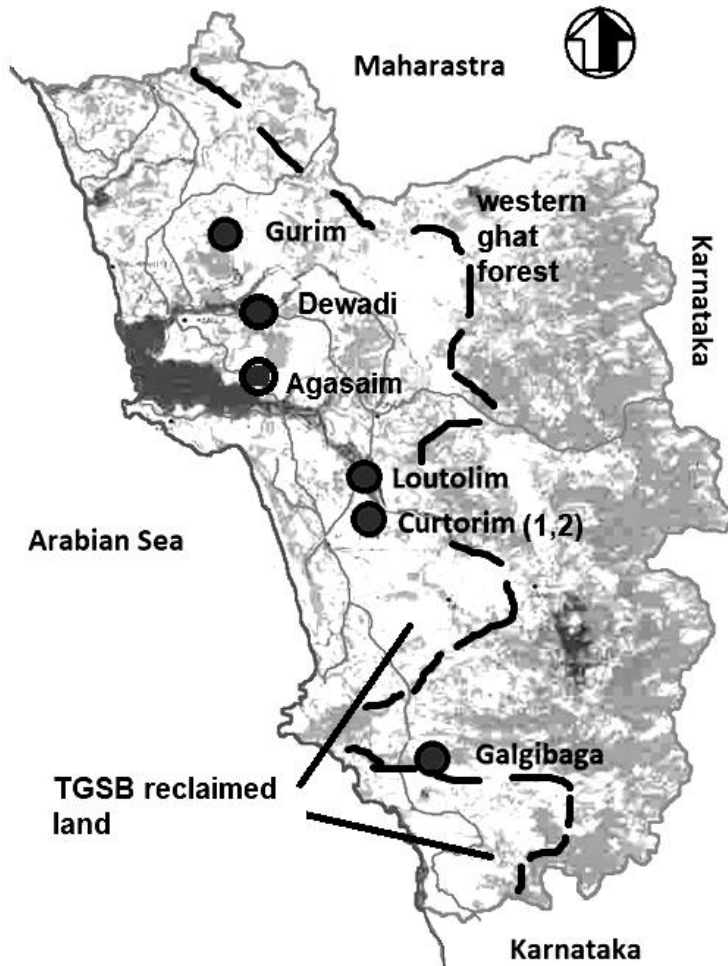 Maharastra
western
ghat
forest
Karnataka
Gurim
Dewadi
Agasaim
Loutolim
Curtorim (1,2)
Arabian Sea
Galgibaga
TGSB reclaimed
land
Karnataka